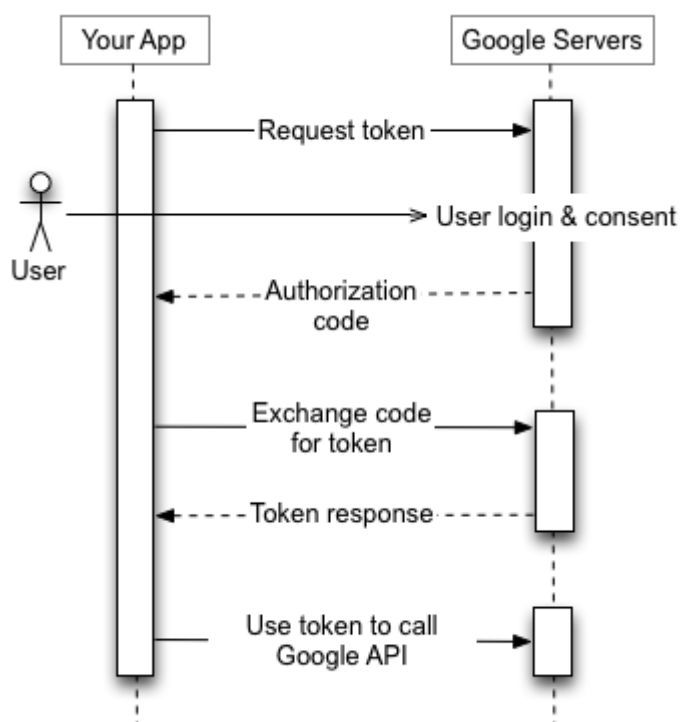 Your App
Google Servers
Request token
User login & consent
User
Authorization
code
Exchange code
for token
Token response
Use token to call
Google API